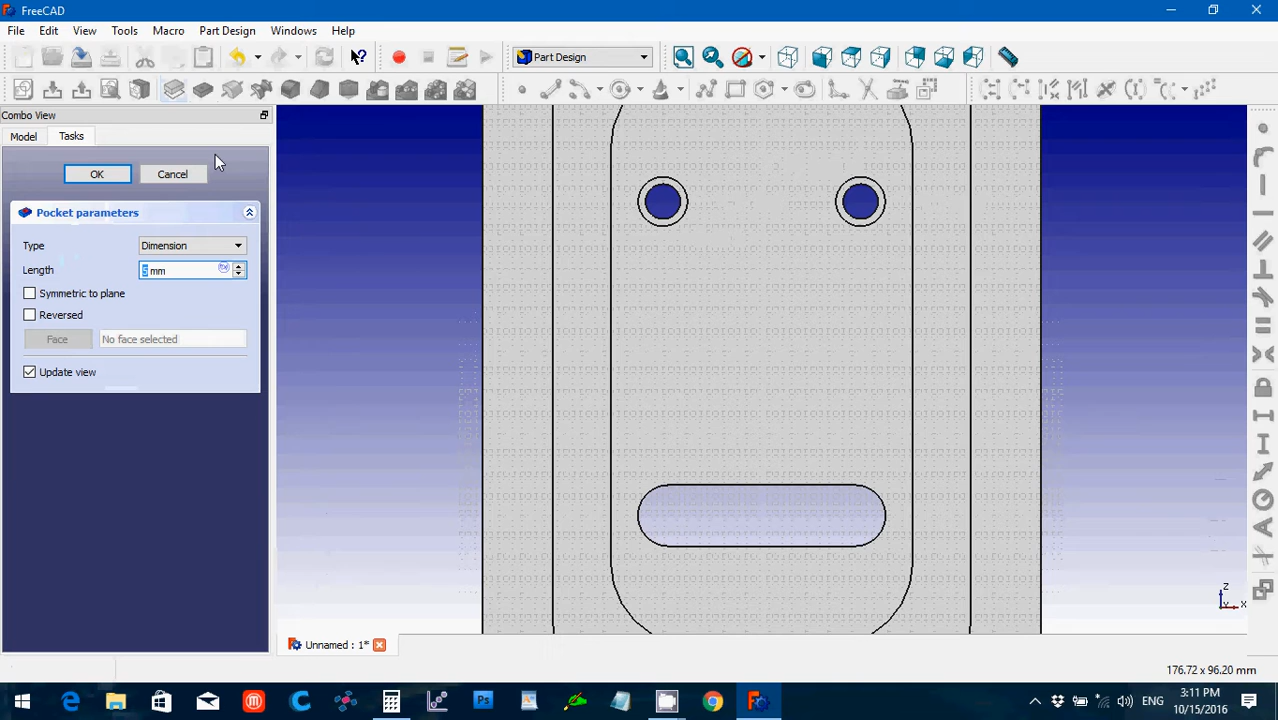 FreeCAD
File Edit View Tools Macro Part Design Windows Help
Part Design
Combo View
Model Tasks
OK Cancel
Pocket parameters
Type Dimension
Length 5 mm
Symmetric to plane
Reversed
Face No face selected
Update view
Z
Y X
Unnamed : 1*
176.72 x 96.20 mm
ENG
3:11 PM
10/15/2016